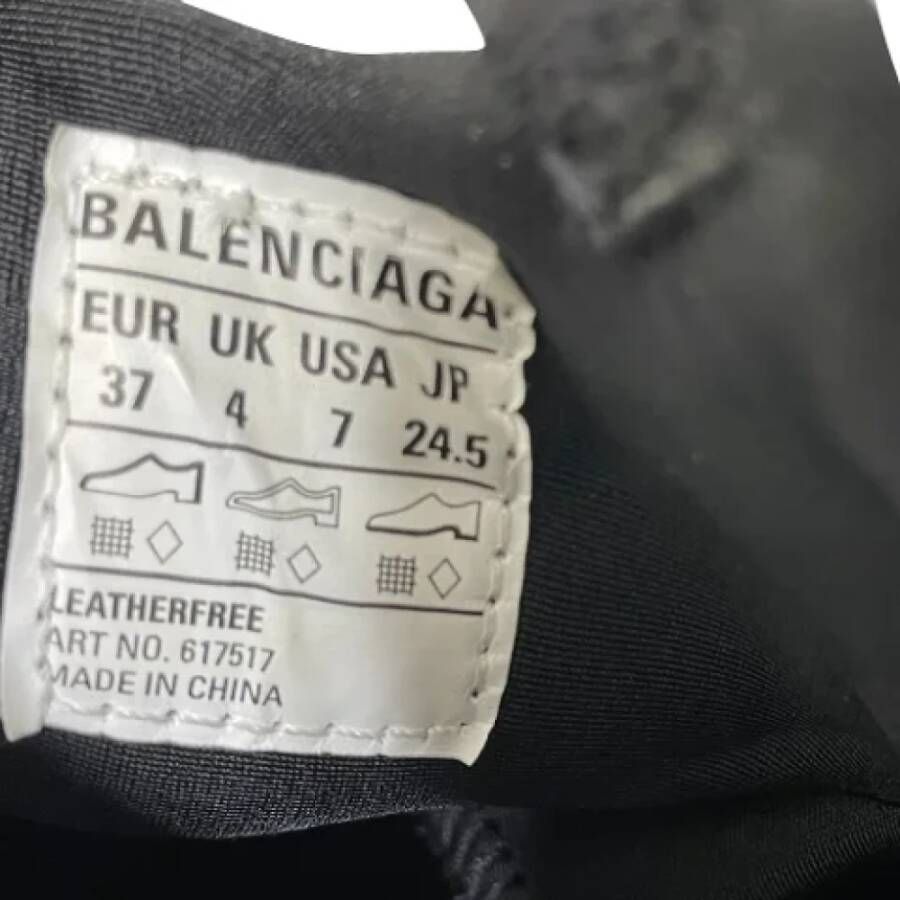 BALENCIAGA
EUR UK USA JP
37 4 7 24.5
LEATHERFREE
ART NO. 617517
MADE IN CHINA